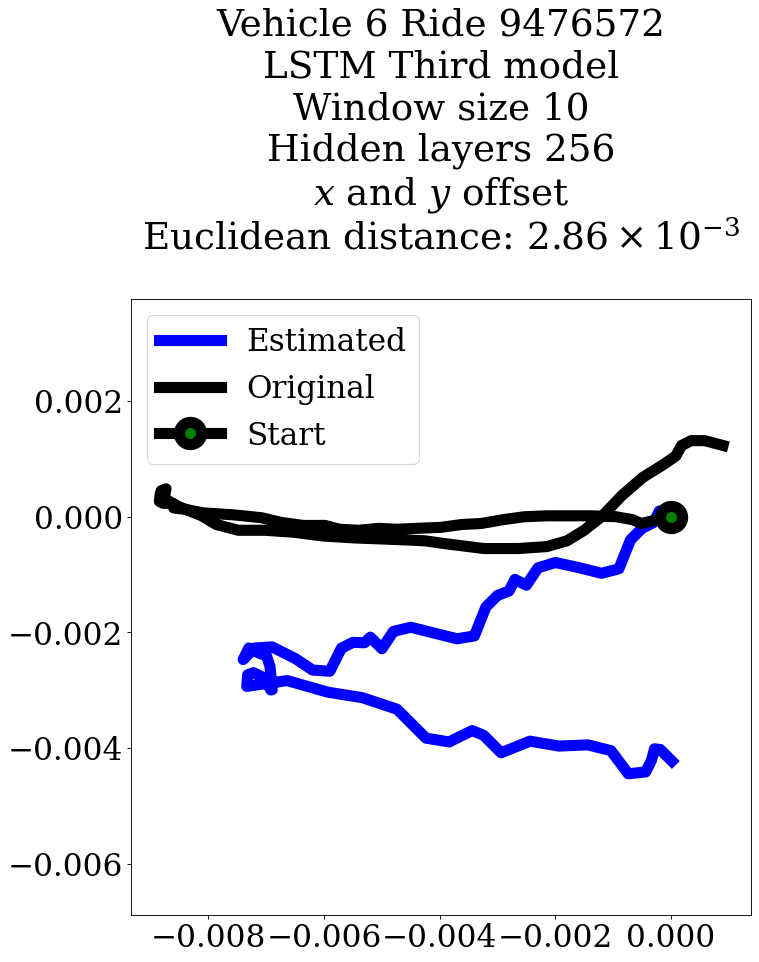 Vehicle 6 Ride 9476572
LSTM Third model
Window size 10
Hidden layers 256
x and y offset
Euclidean distance: 2.86 × 10⁻³
Estimated
Original
Start
0.002
0.000
−0.002
−0.004
−0.006
−0.008 −0.006 −0.004 −0.002 0.000